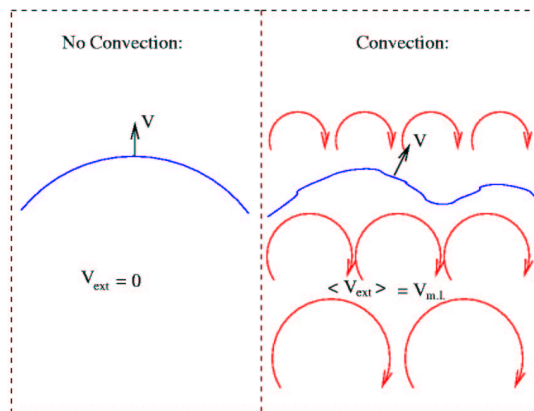 No Convection:
V
V_ext = 0
Convection:
V
< V_ext > = V_m.l.